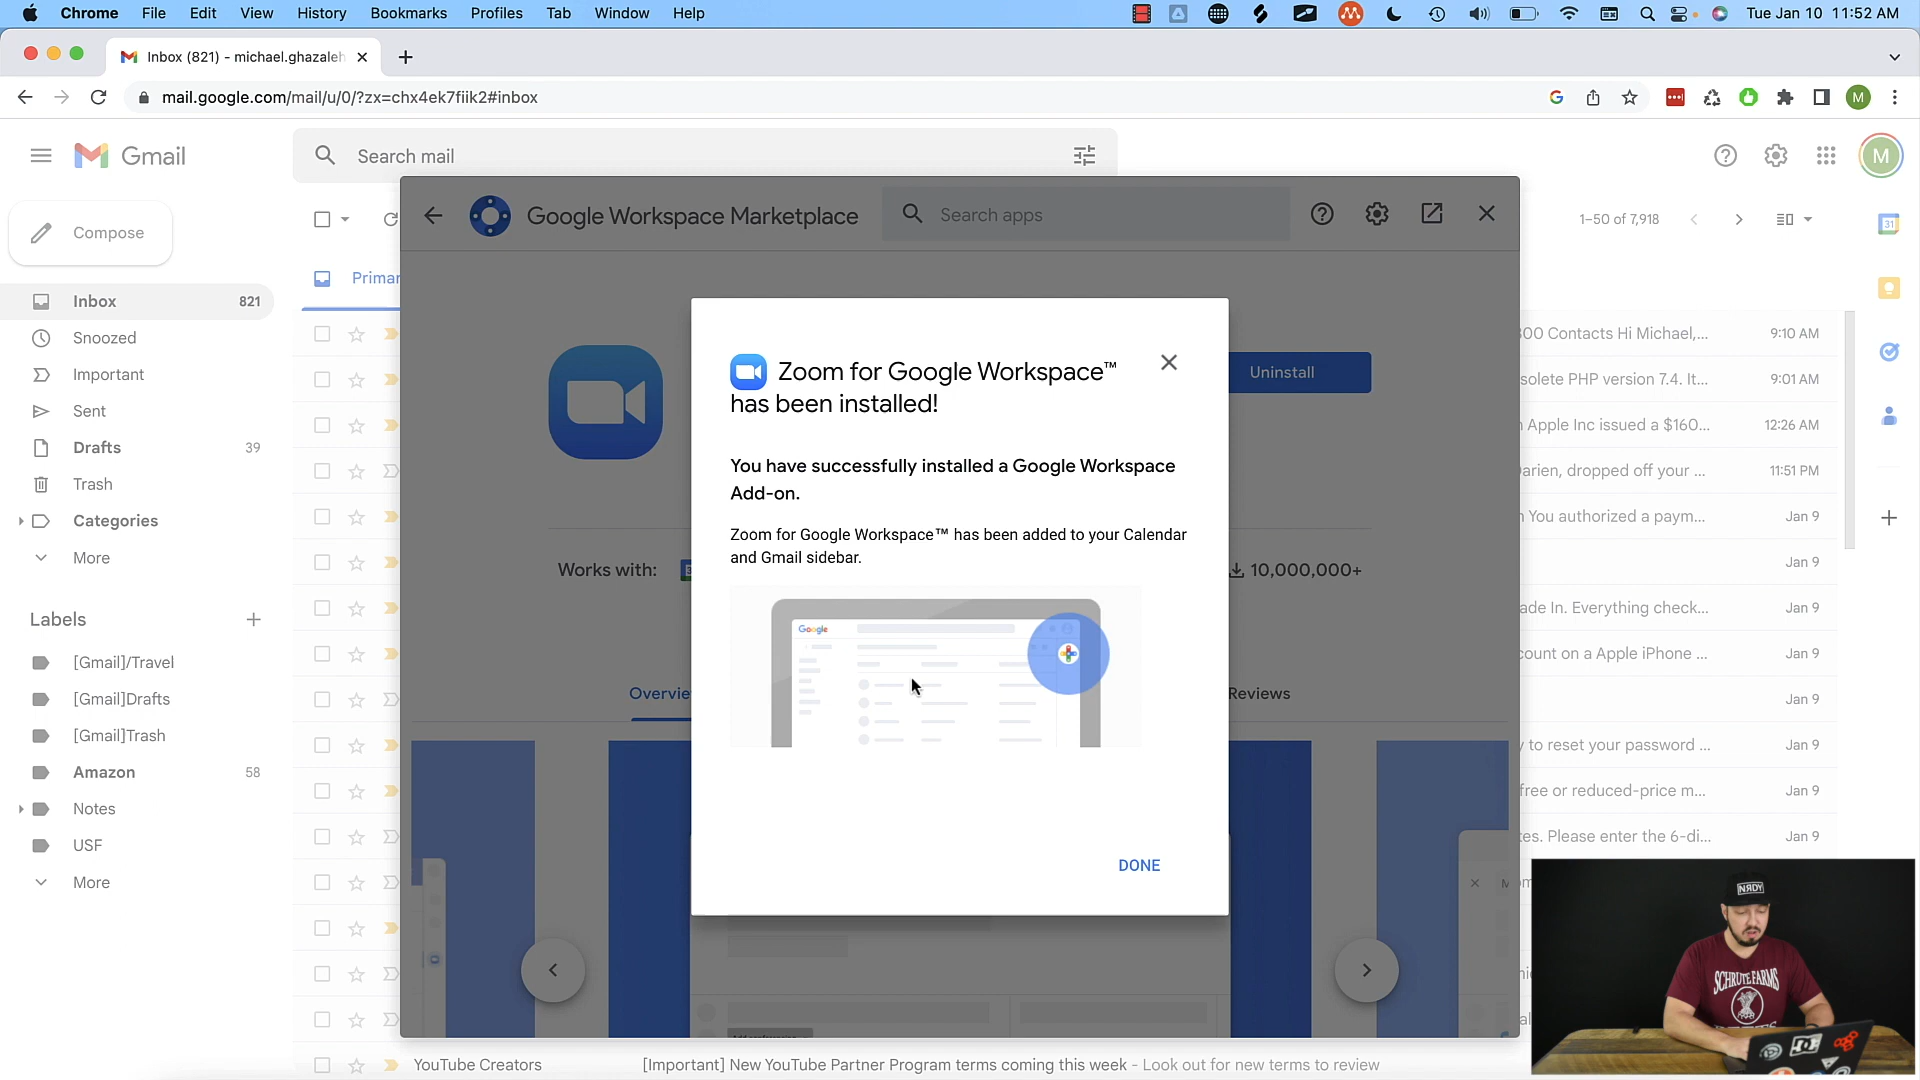 Chrome File Edit View History Bookmarks Profiles Tab Window Help Tue Jan 10 11:52 AM
Inbox (821) - michael.ghazaleh
mail.google.com/mail/u/0/?zx=chx4ek7fiik2#inbox M
Gmail Search mail M
Google Workspace Marketplace Search apps
Compose 1–50 of 7,918 31
Primar
Inbox 821
Snoozed
Important
Sent
Drafts 39
Trash
Categories
More
Labels
[Gmail]/Travel
[Gmail]Drafts
[Gmail]Trash
Amazon 58
Notes
USF
More
Uninstall
Works with:
10,000,000+
Overvie
Reviews
Zoom for Google Workspace™
has been installed!
You have successfully installed a Google Workspace
Add-on.
Zoom for Google Workspace™ has been added to your Calendar
and Gmail sidebar.
Google
DONE
300 Contacts Hi Michael,... 9:10 AM
solete PHP version 7.4. It... 9:01 AM
Apple Inc issued a $160... 12:26 AM
arien, dropped off your ... 11:51 PM
You authorized a paym... Jan 9
Jan 9
ade In. Everything check... Jan 9
count on a Apple iPhone ... Jan 9
Jan 9
to reset your password ... Jan 9
free or reduced-price m... Jan 9
tes. Please enter the 6-di... Jan 9
YouTube Creators [Important] New YouTube Partner Program terms coming this week - Look out for new terms to review
NRDY
SCHRUTE FARMS